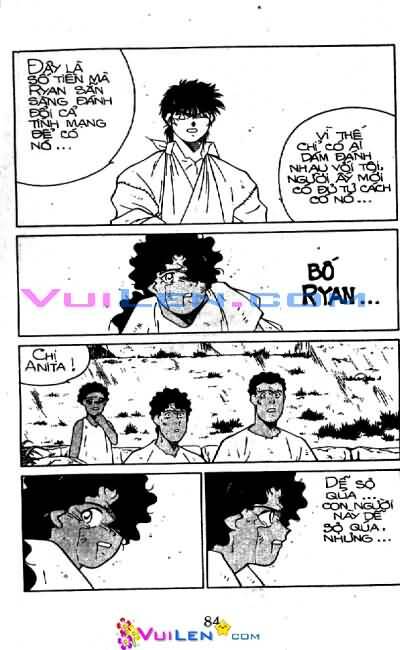 ĐÂY LÀ
SỐ TIỀN MÀ
RYAN SẴN
SÀNG ĐÁNH
ĐỔI CẢ
TÍNH MẠNG
ĐỂ CÓ
NÓ...
VÌ THẾ
CHỈ CÓ AI
DÁM ĐÁNH
NHAU VỚI TÔI,
NGƯỜI ẤY MỚI
CÓ ĐỦ TƯ CÁCH
CÓ NÓ...
BỐ
RYAN...
VuiLen.com
CHỊ
ANITA!
!
DỄ SỢ
QUÁ...
CON NGƯỜI
NÀY DỄ
SỢ QUÁ,
NHƯNG...
84
VuiLen.com